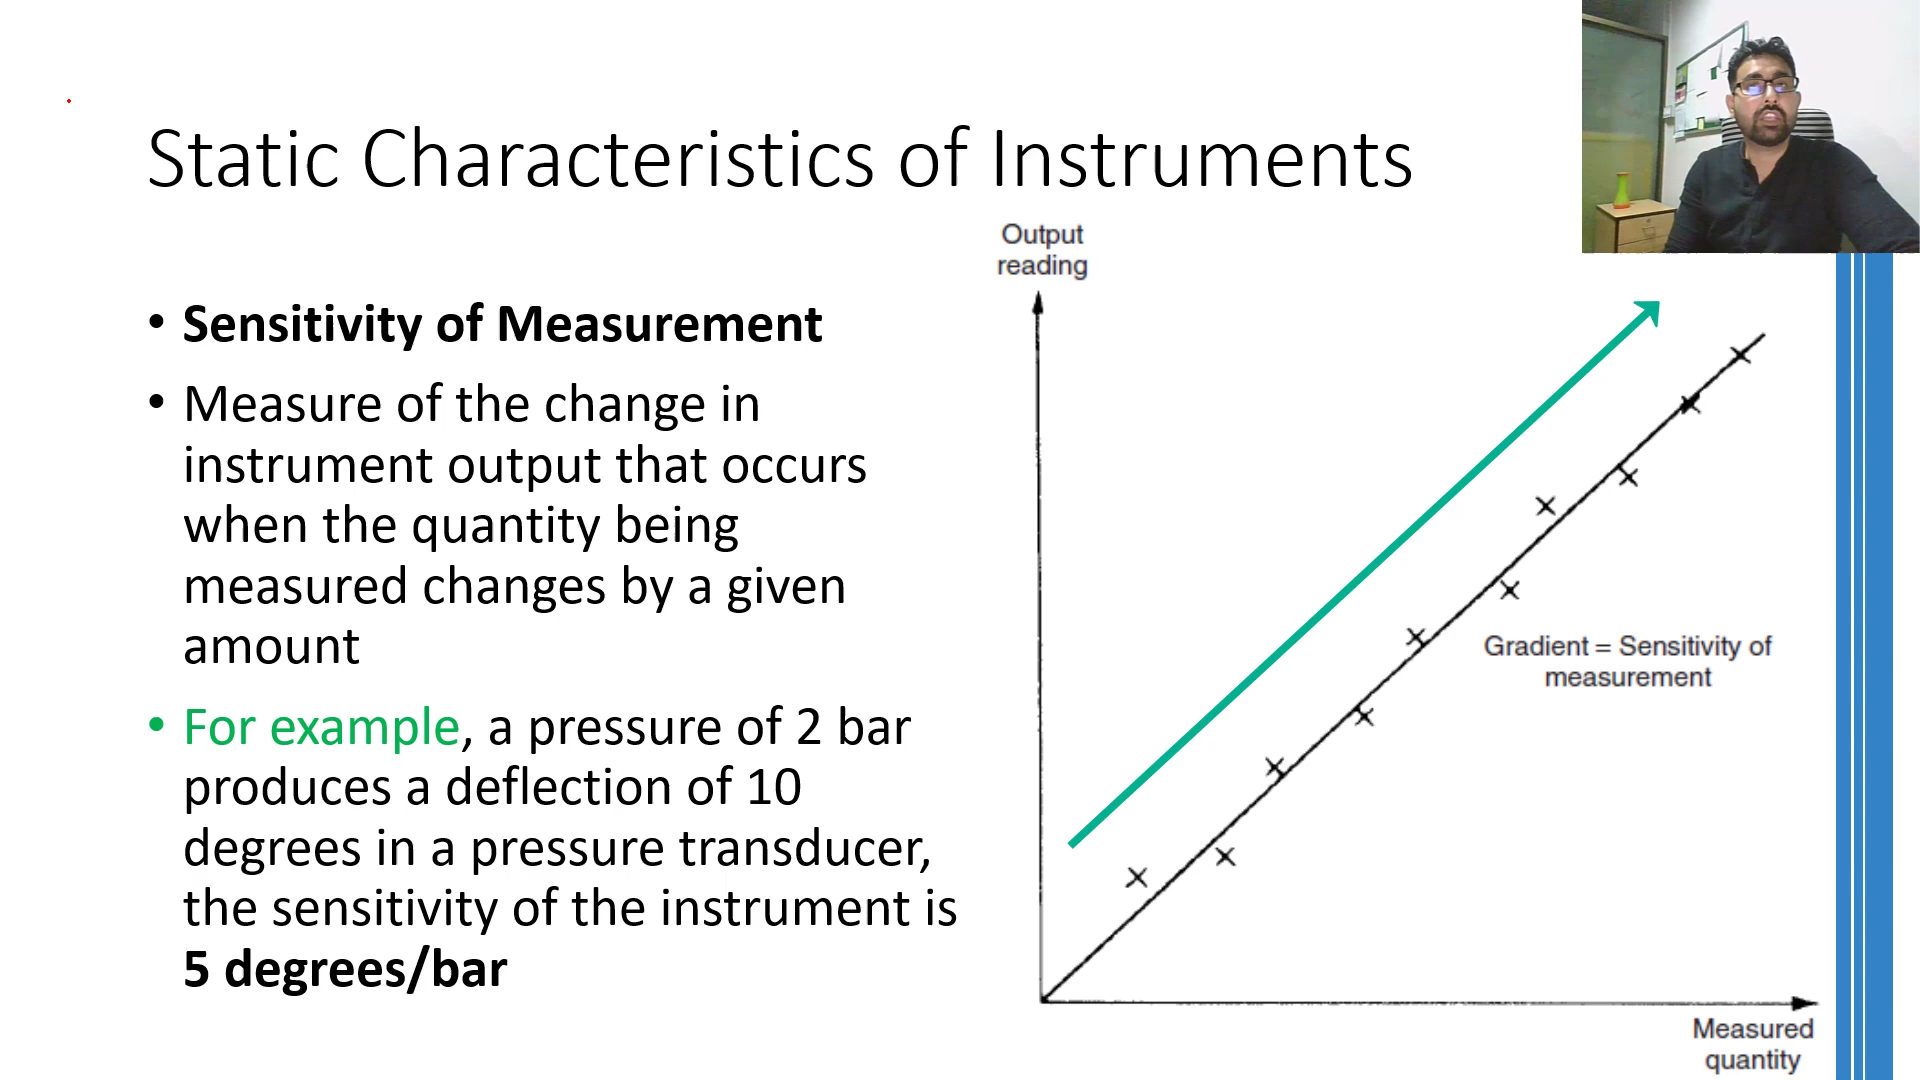 Static Characteristics of Instruments
• Sensitivity of Measurement
• Measure of the change in
instrument output that occurs
when the quantity being
measured changes by a given
amount
• For example, a pressure of 2 bar
produces a deflection of 10
degrees in a pressure transducer,
the sensitivity of the instrument is
5 degrees/bar
Output
reading
Gradient = Sensitivity of
measurement
Measured
quantity